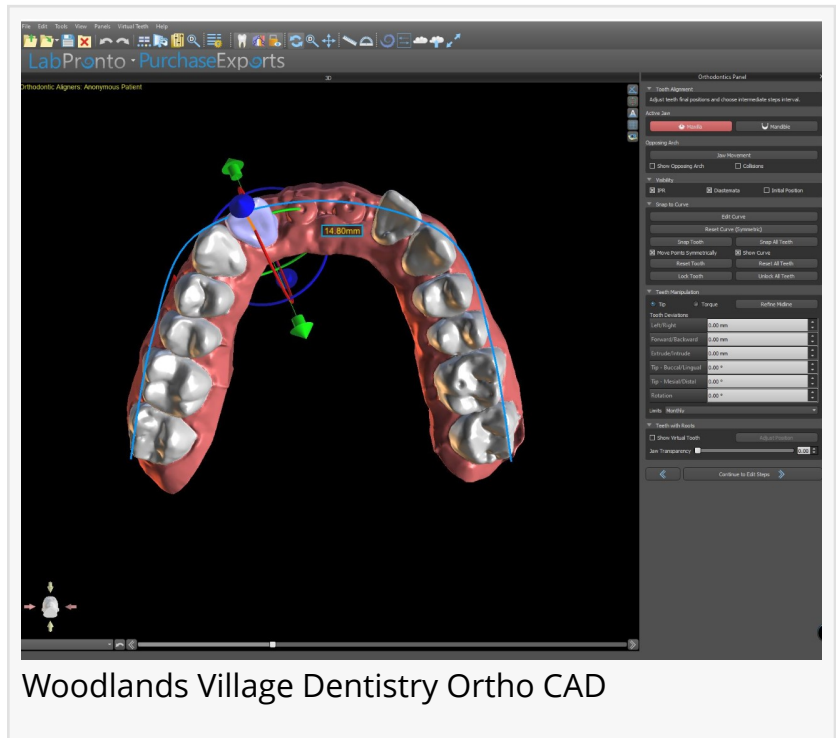 File Edit Tools View Panels Virtual Teeth Help
LabPronto · PurchaseExports
3D
Orthodontic Aligners: Anonymous Patient
14.80mm
A
Orthodontics Panel
Tooth Alignment
Adjust teeth final positions and choose intermediate steps interval.
Active Jaw
Maxilla Mandible
Opposing Arch
Jaw Movement
Show Opposing Arch Collisions
Visibility
IPR Diastemata Initial Position
Snap to Curve
Edit Curve
Reset Curve (Symmetric)
Snap Tooth Snap All Teeth
Move Points Symmetrically Show Curve
Reset Tooth Reset All Teeth
Lock Tooth Unlock All Teeth
Teeth Manipulation
Tip Torque Refine Midline
Tooth Deviations
Left/Right 0.00 mm
Forward/Backward 0.00 mm
Extrude/Intrude 0.00 mm
Tip - Buccal/Lingual 0.00 °
Tip - Mesial/Distal 0.00 °
Rotation 0.00 °
Limits Monthly
Teeth with Roots
Show Virtual Tooth Adjust Position
Jaw Transparency 0.00
Continue to Edit Steps
Woodlands Village Dentistry Ortho CAD